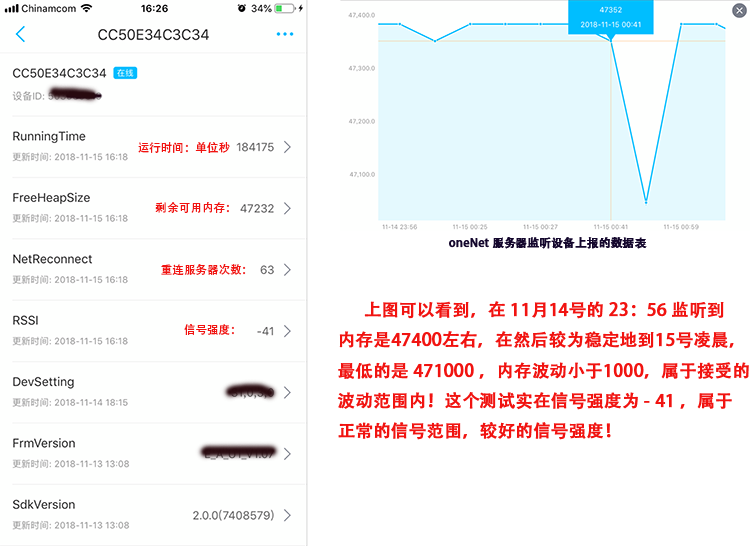 Chinamcom
16:26
34%
CC50E34C3C34
CC50E34C3C34 在线
设备ID:
RunningTime
更新时间: 2018-11-15 16:18
运行时间：单位秒 184175
FreeHeapSize
更新时间: 2018-11-15 16:18
剩余可用内存： 47232
NetReconnect
更新时间: 2018-11-15 16:18
重连服务器次数： 63
RSSI
更新时间: 2018-11-15 16:18
信号强度： -41
DevSetting
更新时间: 2018-11-14 18:15
FrmVersion
更新时间: 2018-11-13 13:08
SdkVersion
更新时间: 2018-11-13 13:08
2.0.0(7408579)
47352
2018-11-15 00:41
47,400.0
47,300.0
47,200.0
47,100.0
11-14 23:56 11-15 00:25 11-15 00:27 11-15 00:41 11-15 00:59
oneNet 服务器监听设备上报的数据表
上图可以看到，在 11月14号的 23：56 监听到
内存是47400左右，在然后较为稳定地到15号凌晨，
最低的是 471000 ，内存波动小于1000，属于接受的
波动范围内！这个测试实在信号强度为 - 41 ，属于
正常的信号范围，较好的信号强度！